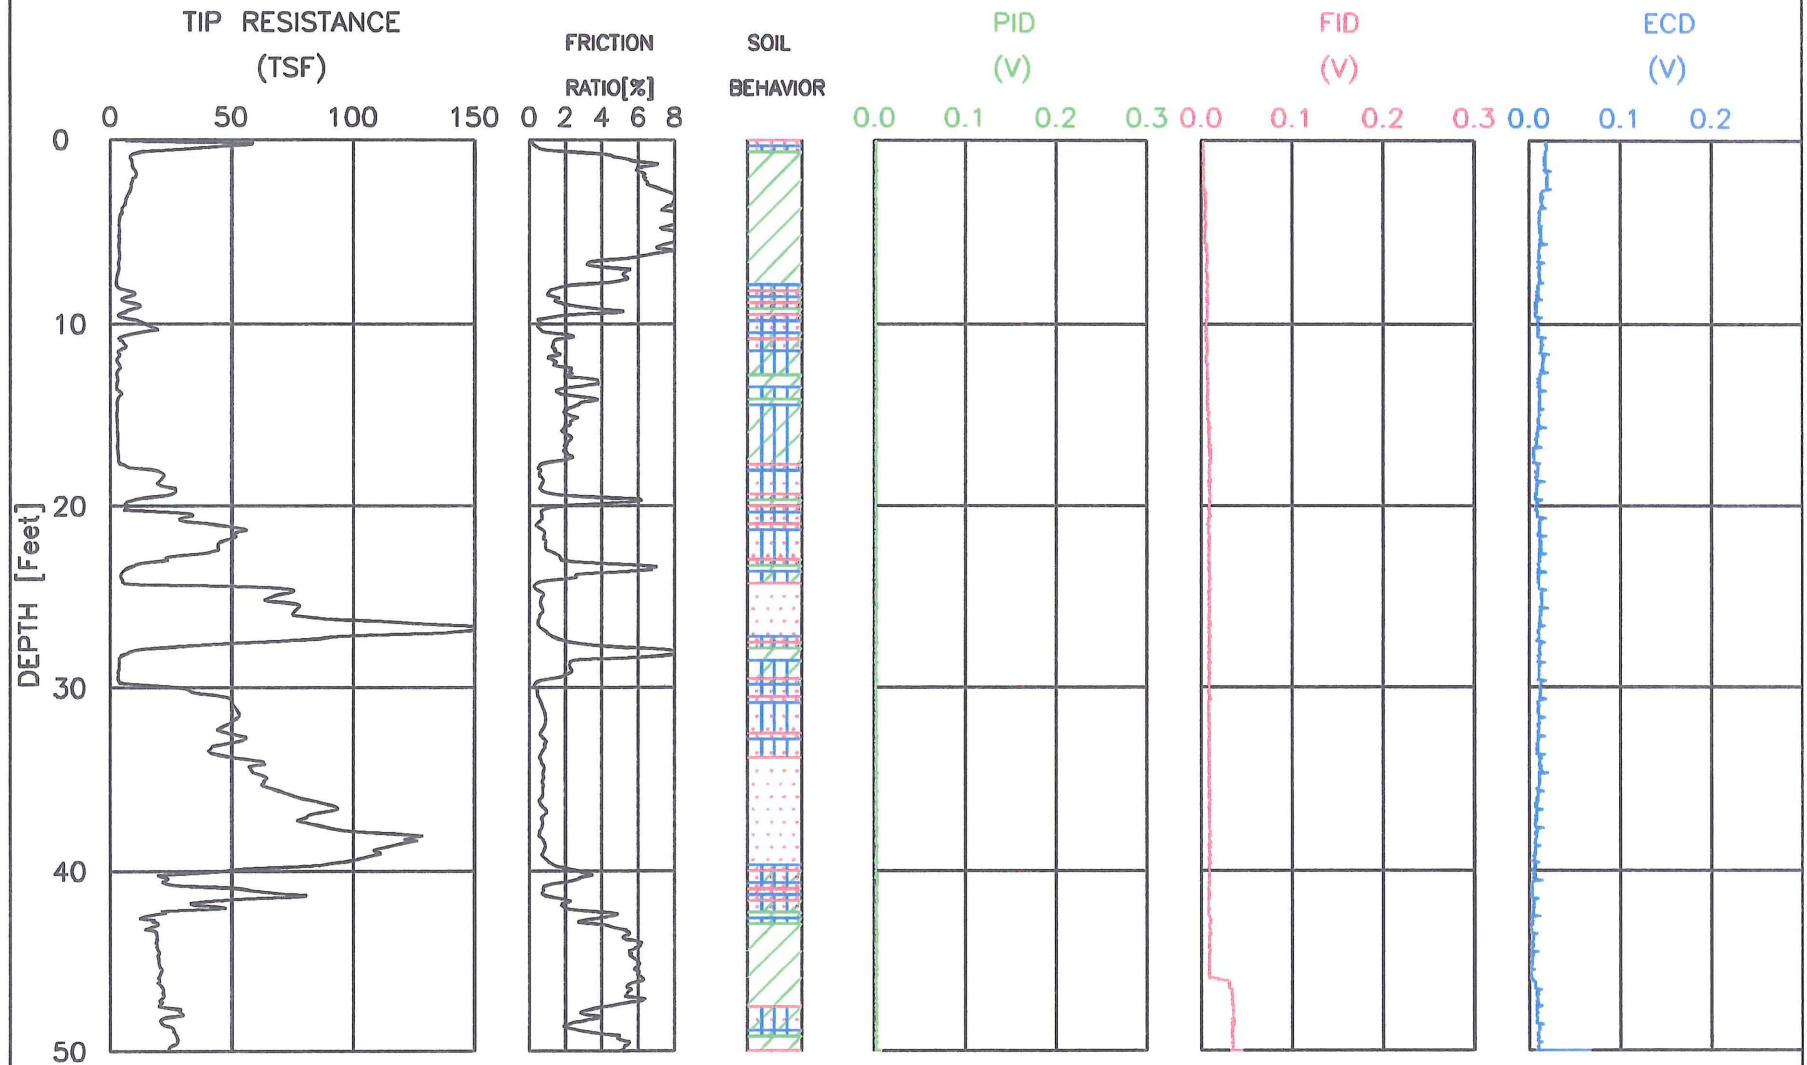 TIP RESISTANCE
(TSF)
0 50 100 150
FRICTION
RATIO[%]
0 2 4 6 8
SOIL
BEHAVIOR
PID
(V)
0.0 0.1 0.2 0.3
FID
(V)
0.0 0.1 0.2 0.3
ECD
(V)
0.0 0.1 0.2
DEPTH [Feet]
0
10
20
30
40
50